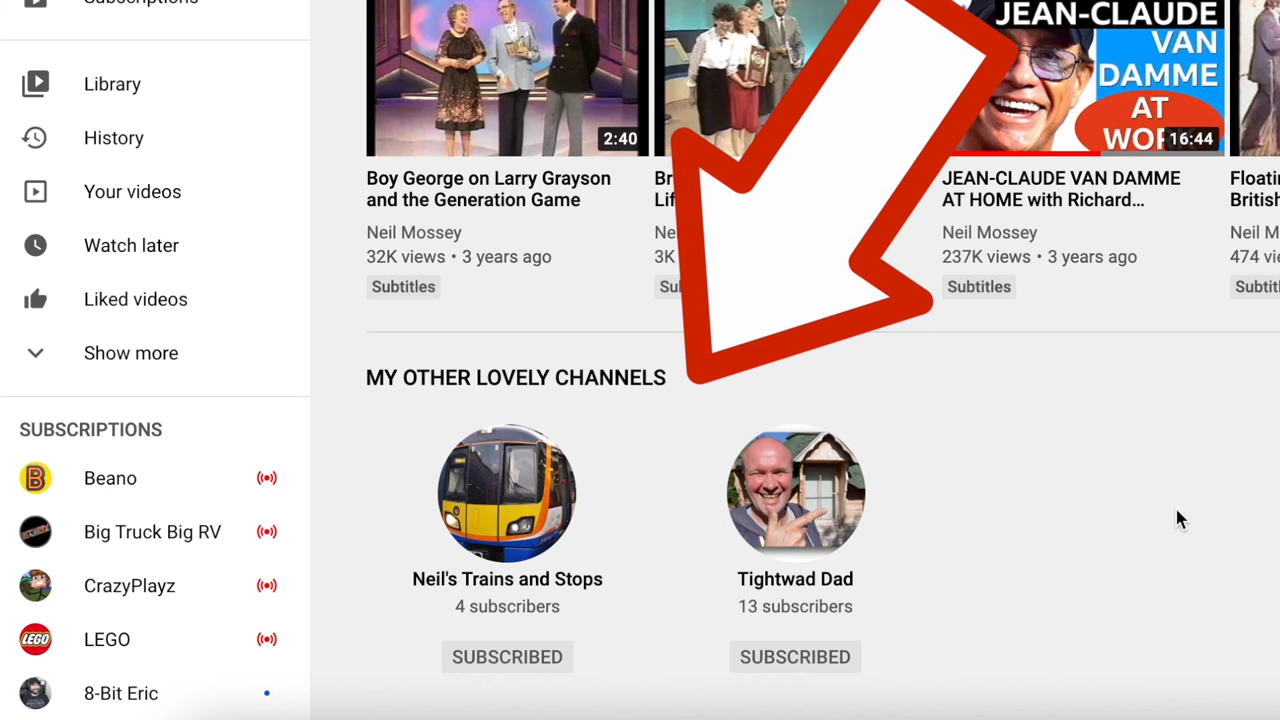 Subscriptions
Library
History
Your videos
Watch later
Liked videos
Show more
SUBSCRIPTIONS
B
Beano
Big Truck Big RV
CrazyPlayz
LEGO
LEGO
8-Bit Eric
2:40
Boy George on Larry Grayson
and the Generation Game
Neil Mossey
32K views • 3 years ago
Subtitles
3K
JEAN-CLAUDE
VAN
DAMME
AT
16:44
JEAN-CLAUDE VAN DAMME
AT HOME with Richard...
Neil Mossey
237K views • 3 years ago
Subtitles
474
MY OTHER LOVELY CHANNELS
Neil's Trains and Stops
4 subscribers
SUBSCRIBED
Tightwad Dad
13 subscribers
SUBSCRIBED